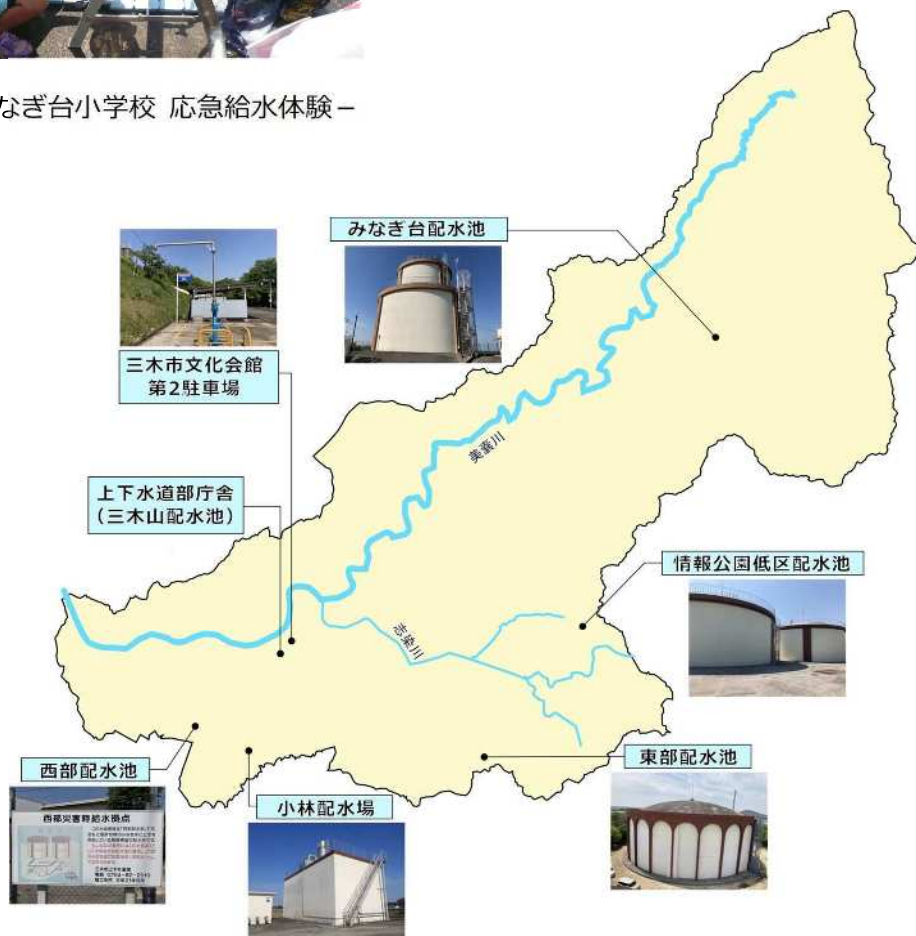 なぎ台小学校 応急給水体験－
みなぎ台配水池
三木市文化会館
第2駐車場
上下水道部庁舎
(三木山配水池)
美嚢川
志染川
情報公園低区配水池
西部配水池
西部災害時給水拠点
小林配水場
東部配水池